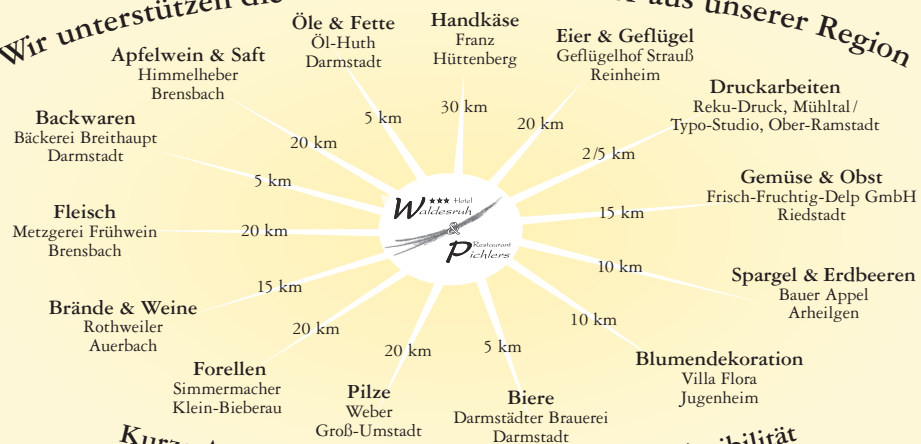 Wir unterstützen die
aus unserer Region
Öle & Fette
Öl-Huth
Darmstadt
5 km
Handkäse
Franz
Hüttenberg
30 km
Eier & Geflügel
Geflügelhof Strauß
Reinheim
20 km
Druckarbeiten
Reku-Druck, Mühltal/
Typo-Studio, Ober-Ramstadt
2/5 km
Gemüse & Obst
Frisch-Fruchtig-Delp GmbH
Riedstadt
15 km
Spargel & Erdbeeren
Bauer Appel
Arheilgen
10 km
Blumendekoration
Villa Flora
Jugenheim
10 km
Biere
Darmstädter Brauerei
Darmstadt
5 km
Pilze
Weber
Groß-Umstadt
20 km
Forellen
Simmermacher
Klein-Bieberau
20 km
Brände & Weine
Rothweiler
Auerbach
15 km
Fleisch
Metzgerei Frühwein
Brensbach
20 km
Backwaren
Bäckerei Breithaupt
Darmstadt
5 km
Apfelwein & Saft
Himmelheber
Brensbach
20 km
*** Hotel
Waldesruh
&
Restaurant
Pichlers